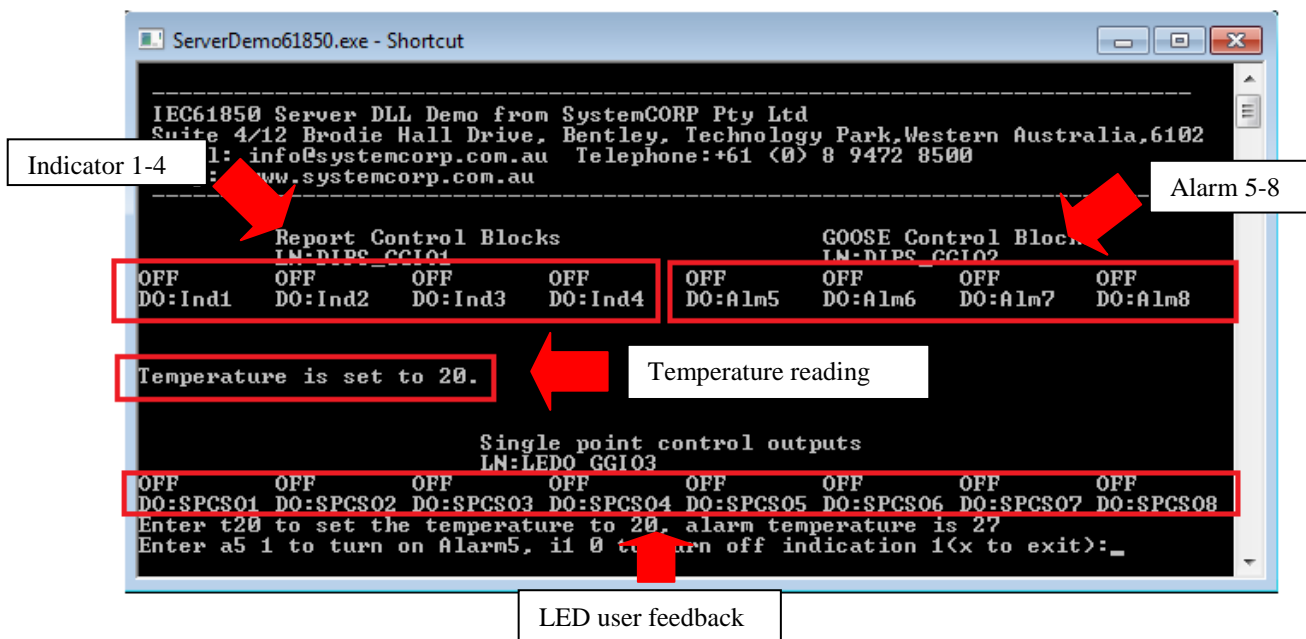 ServerDemo61850.exe - Shortcut
IEC61850 Server DLL Demo from SystemCORP Pty Ltd
Suite 4/12 Brodie Hall Drive, Bentley, Technology Park,Western Australia,6102
info@systemcorp.com.au Telephone:+61 (0) 8 9472 8500
Indicator 1-4
www.systemcorp.com.au
Alarm 5-8
Report Control Blocks GOOSE Control Block
LN:DIPS_GGIO1 LN:DIPS_GGIO2
OFF OFF OFF OFF OFF OFF OFF OFF
DO:Ind1 DO:Ind2 DO:Ind3 DO:Ind4 DO:Alm5 DO:Alm6 DO:Alm7 DO:Alm8
Temperature is set to 20.
Temperature reading
Single point control outputs
LN:LEDO_GGIO3
OFF OFF OFF OFF OFF OFF OFF OFF
DO:SPCSO1 DO:SPCSO2 DO:SPCSO3 DO:SPCSO4 DO:SPCSO5 DO:SPCSO6 DO:SPCSO7 DO:SPCSO8
Enter t20 to set the temperature to 20, alarm temperature is 27
Enter a5 1 to turn on Alarm5, i1 0 to turn off indication 1(x to exit):_
LED user feedback